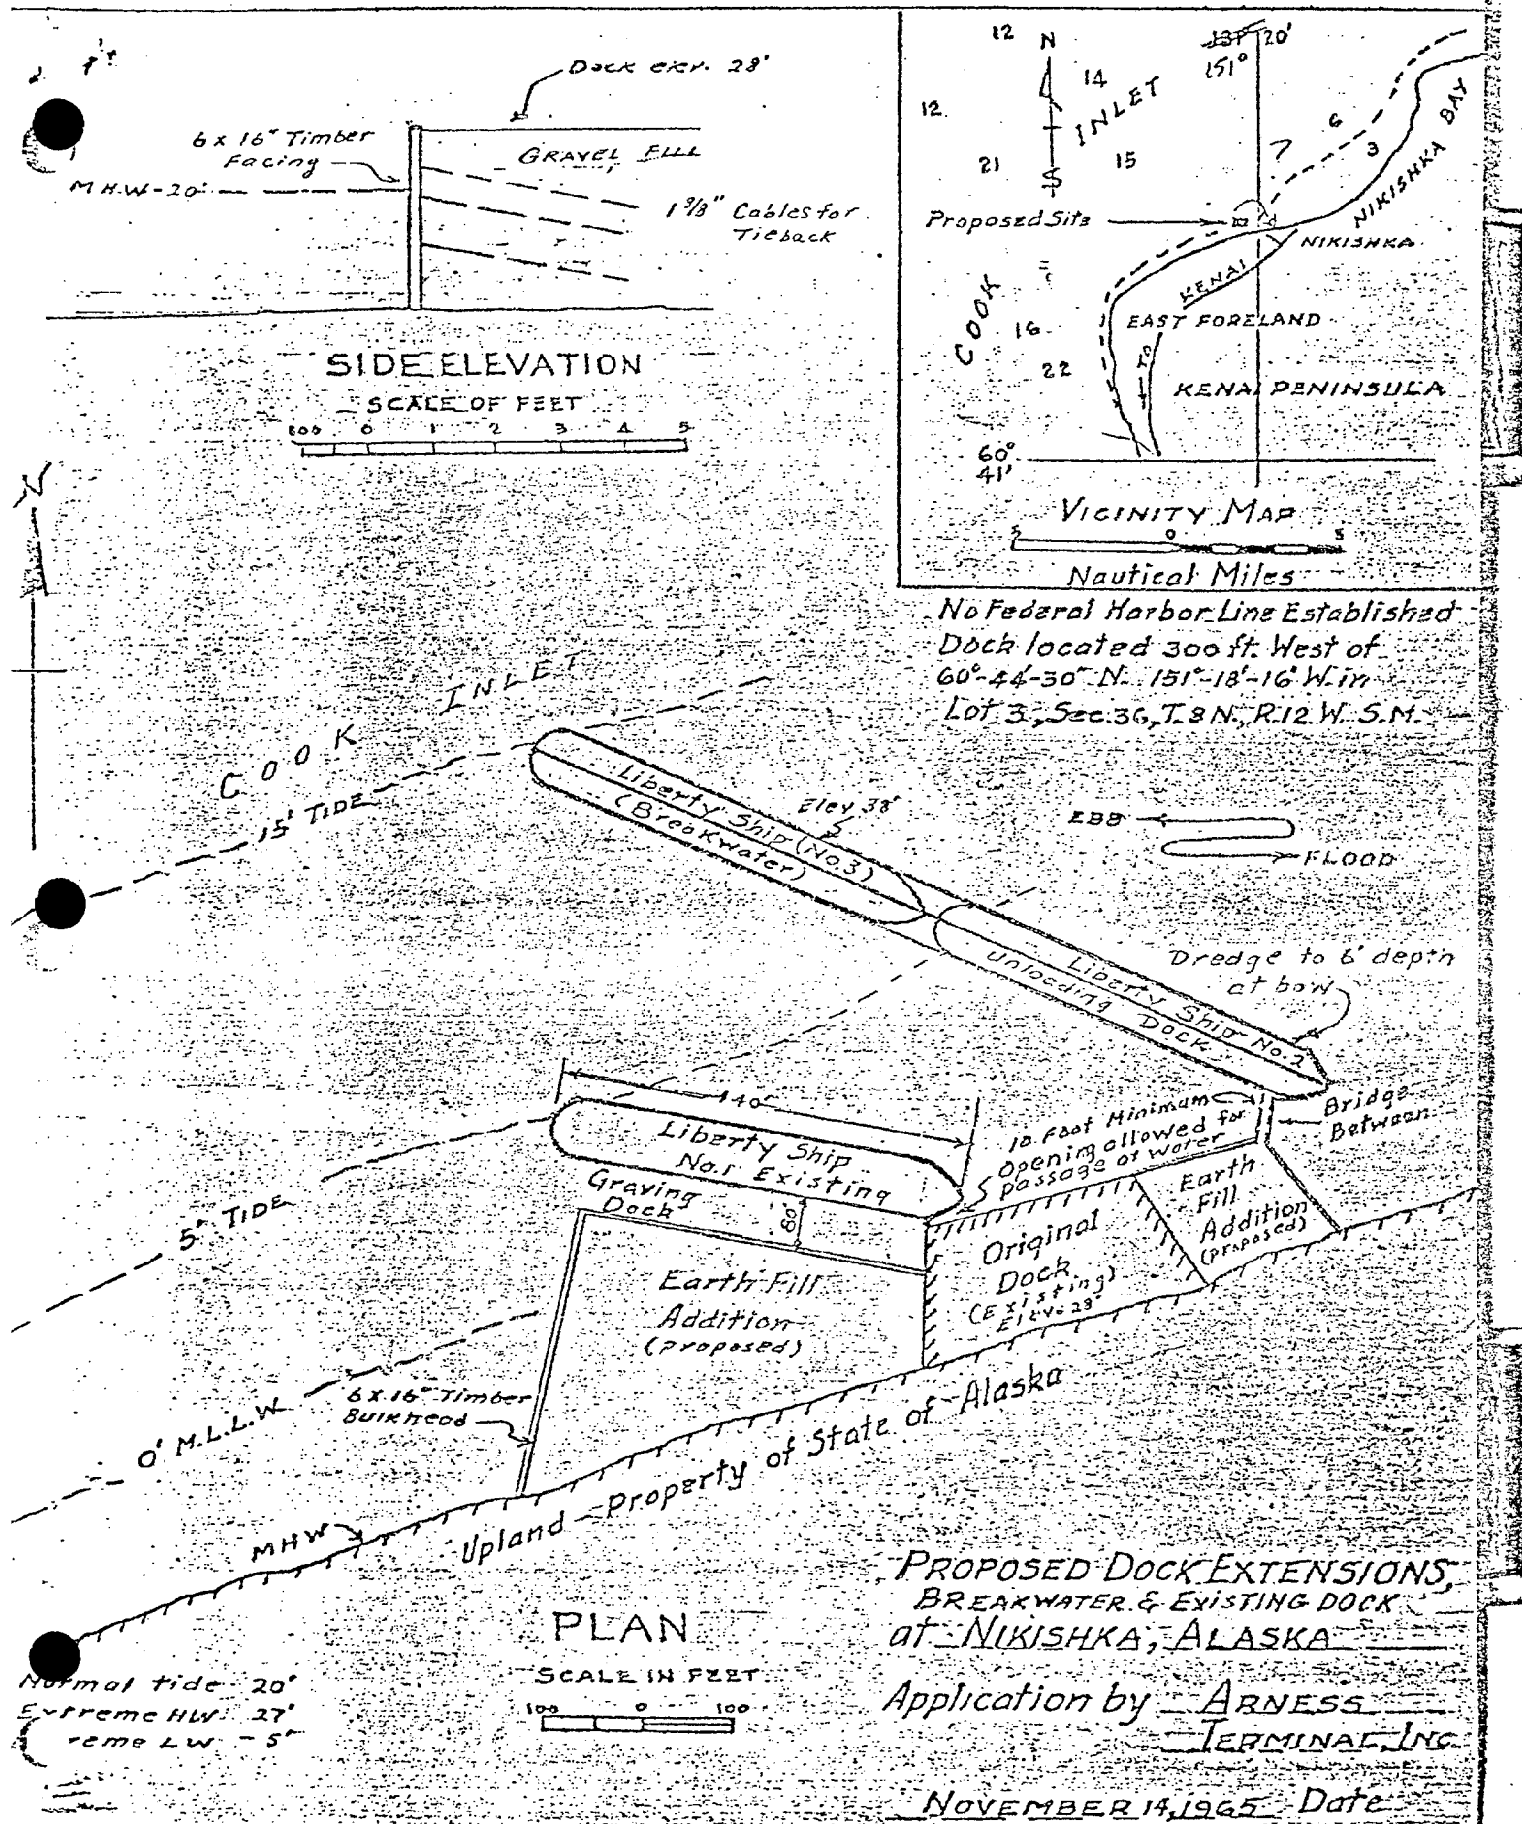 Dock elev. 28'
6 x 16" Timber
Facing
GRAVEL FILL
M.H.W - 20'
1 3/8" Cables for
Tieback
SIDE ELEVATION
SCALE OF FEET
100 0 1 2 3 4 5
12 N 151° 20'
151°
14
12
INLET
6
21 15 7 3
S
NIKISHKA BAY
Proposed Site
NIKISHKA
KENAI
COOK
EAST FORELAND
16
TO
22
KENAI PENINSULA
60°
41'
VICINITY MAP
5 0 5
Nautical Miles
No Federal Harbor Line Established
Dock located 300 ft. West of
60°-44-30" N. 151°-18'-16" W. in
Lot 3, Sec. 36, T. 8 N., R. 12 W. S.M.
COOK INLET
15' TIDE
Liberty Ship (No. 3)
(Breakwater)
Elev 38'
EBB
FLOOD
Liberty Ship No. 2
unloading Dock
Dredge to 6' depth
at bow
440'
Liberty Ship
No. 1 Existing
10 Foot Minimum
Opening allowed for
passage of water
Bridge
Between
Graving
Dock
80'
Original
Dock
(Existing)
Elev. 28'
Earth
Fill
Addition
(proposed)
5' TIDE
Earth Fill
Addition
(proposed)
6 x 16" Timber
Bulkhead
0' M.L.L.W
MHW
Upland - Property of State of Alaska
PLAN
SCALE IN FEET
100 0 100
Normal tide 20'
Extreme HW. 27'
reme LW - 5'
PROPOSED DOCK EXTENSIONS,
BREAKWATER & EXISTING DOCK
at NIKISHKA, ALASKA
Application by ARNESS
TERMINAL, INC.
NOVEMBER 14, 1965 Date